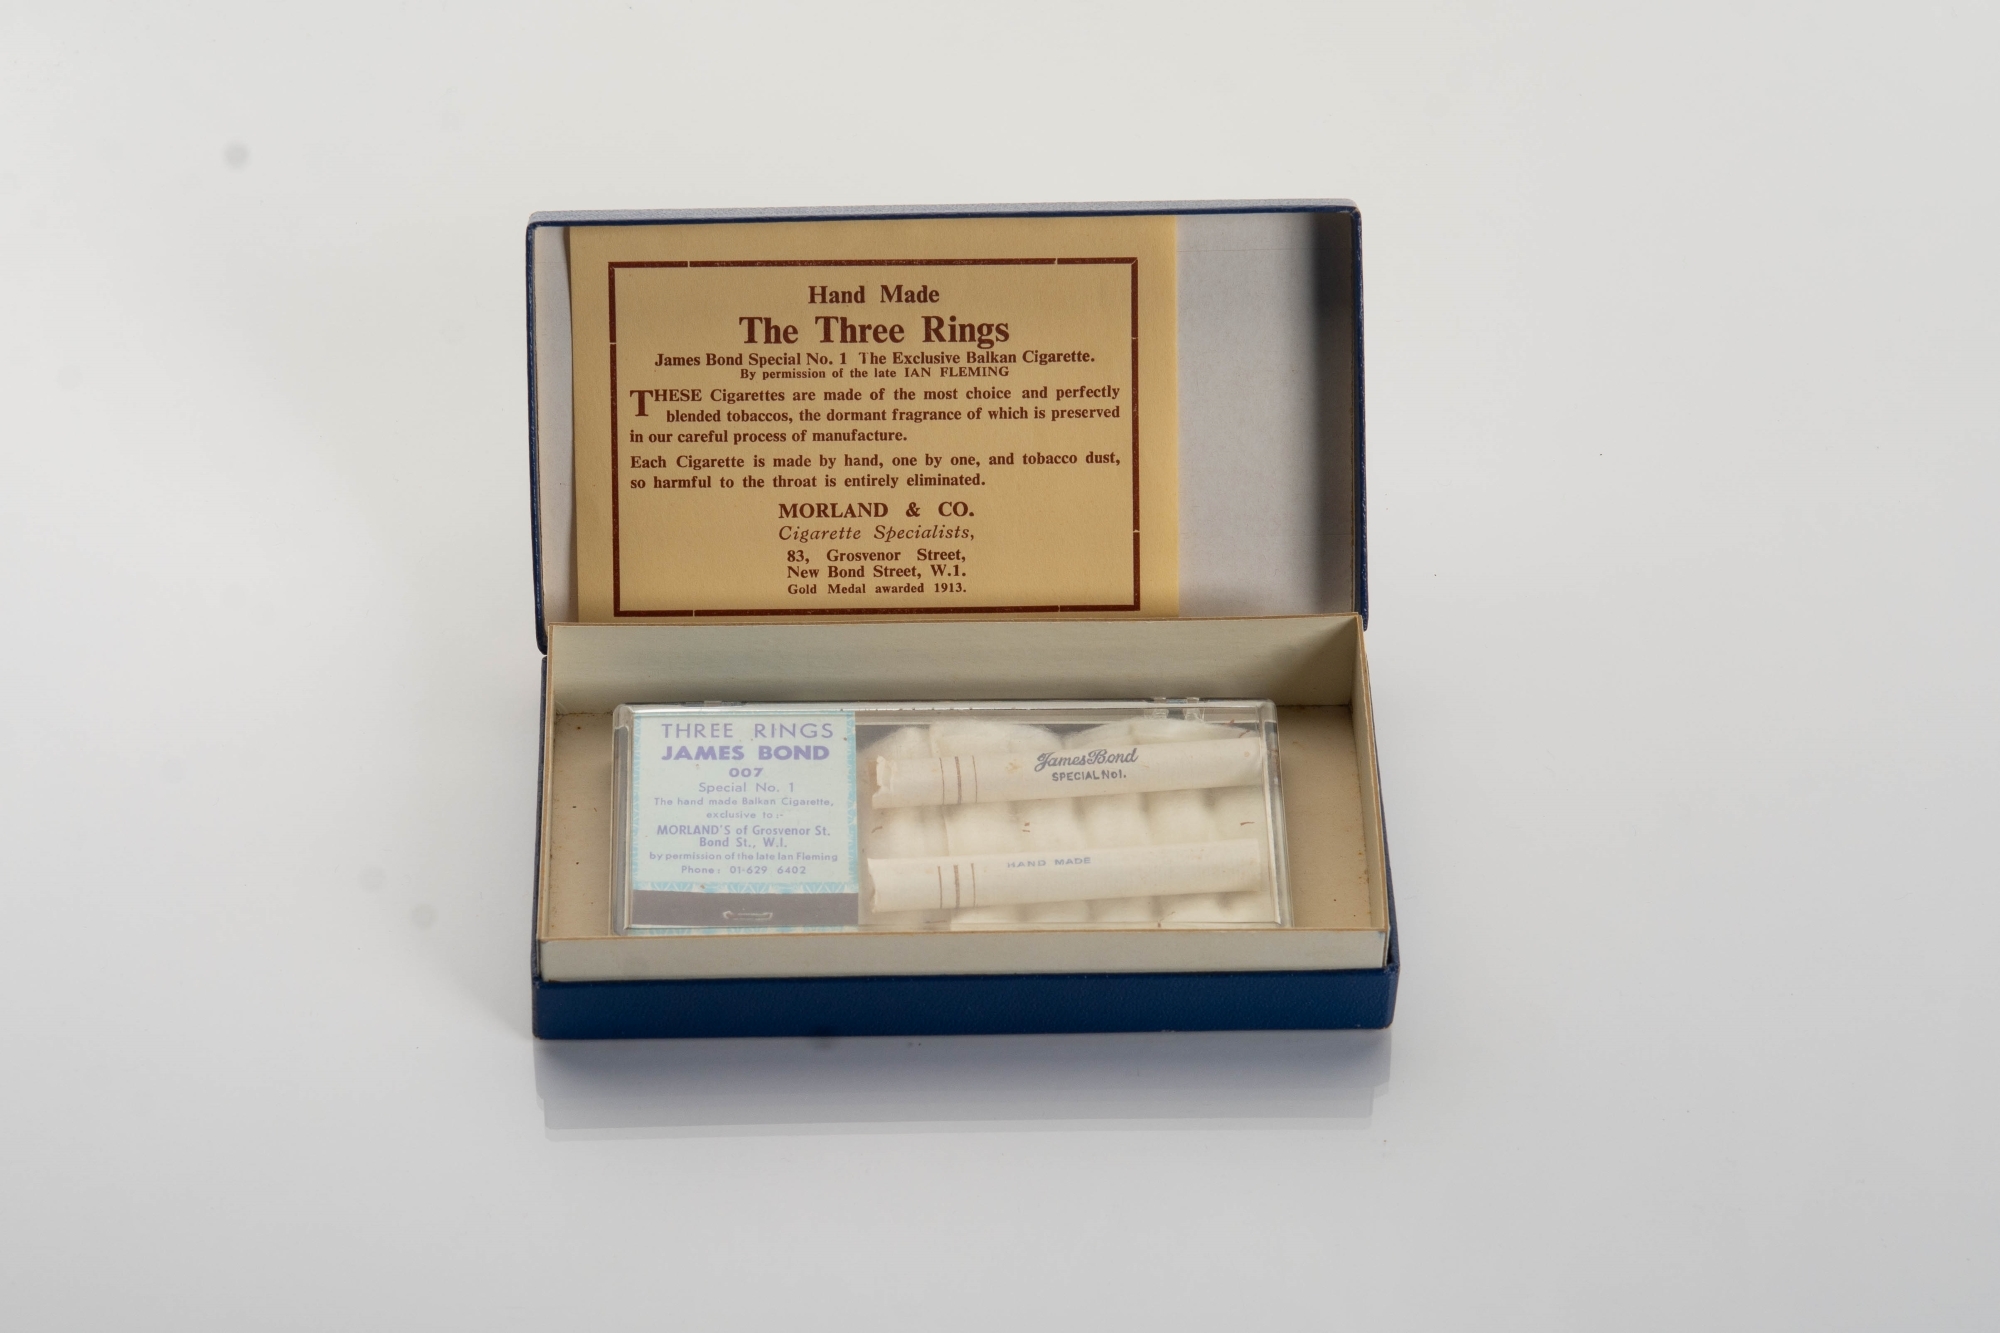 Hand Made
The Three Rings
James Bond Special No. 1 The Exclusive Balkan Cigarette.
By permission of the late IAN FLEMING
THESE Cigarettes are made of the most choice and perfectly
blended tobaccos, the dormant fragrance of which is preserved
in our careful process of manufacture.
Each Cigarette is made by hand, one by one, and tobacco dust,
so harmful to the throat is entirely eliminated.
MORLAND & CO.
Cigarette Specialists,
83, Grosvenor Street,
New Bond Street, W.1.
Gold Medal awarded 1913.
THREE RINGS
JAMES BOND
007
Special No. 1
The hand made Balkan Cigarette,
exclusive to:-
MORLAND'S of Grosvenor St.
Bond St., W.I.
by permission of the late Ian Fleming
Phone: 01-629 6402
James Bond
SPECIAL No1.
HAND MADE